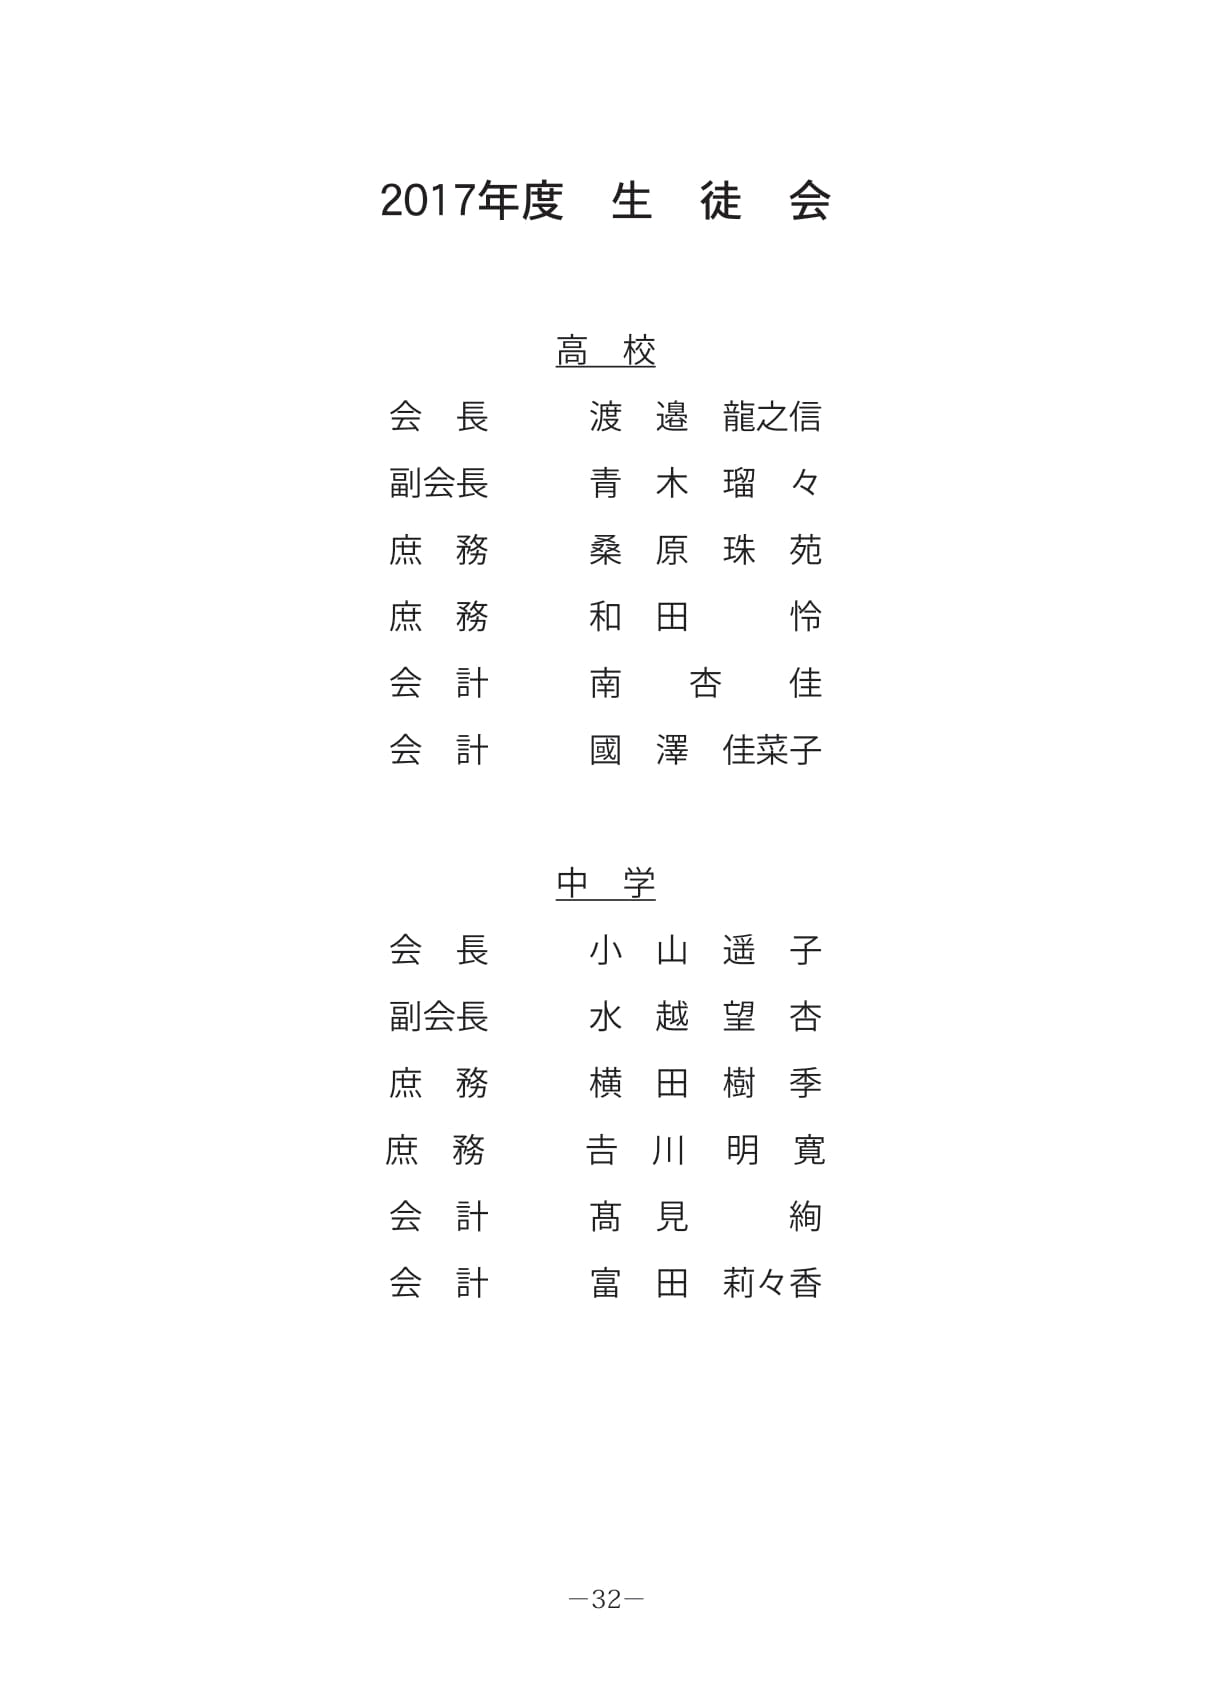 2017年度　生　徒　会
高　校
会　長　　　渡　邉　龍之信
副会長　　　青　木　瑠　々
庶　務　　　桑　原　珠　苑
庶　務　　　和　田　　　怜
会　計　　　南　　杏　　佳
会　計　　　國　澤　佳菜子
中　学
会　長　　　小　山　遥　子
副会長　　　水　越　望　杏
庶　務　　　横　田　樹　季
庶　務　　　𠮷　川　明　寛
会　計　　　髙　見　　　絢
会　計　　　富　田　莉々香
―32―